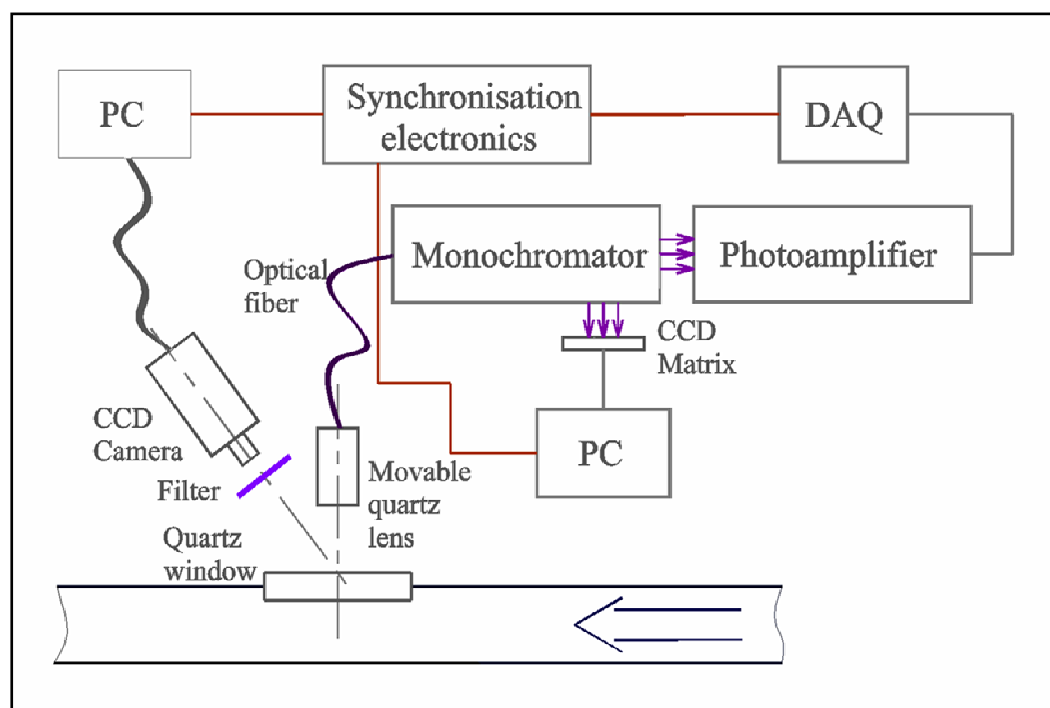 PC
Synchronisation
electronics
DAQ
Monochromator
Photoamplifier
Optical
fiber
CCD
Matrix
CCD
Camera
PC
Movable
quartz
lens
Filter
Quartz
window